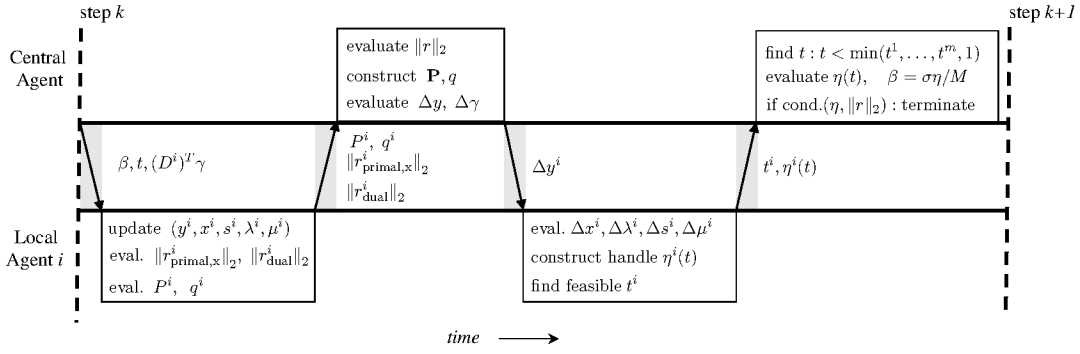 step k
step k+1
Central
Agent
evaluate ‖r‖₂
construct P, q
evaluate Δy, Δγ
find t : t < min(t¹, . . . , tᵐ, 1)
evaluate η(t), β = ση/M
if cond.(η, ‖r‖₂) : terminate
β, t, (Dⁱ)ᵀγ
Pⁱ, qⁱ
‖rⁱ_primal,x‖₂
‖rⁱ_dual‖₂
Δyⁱ
tⁱ, ηⁱ(t)
Local
Agent i
update (yⁱ, xⁱ, sⁱ, λⁱ, μⁱ)
eval. ‖rⁱ_primal,x‖₂, ‖rⁱ_dual‖₂
eval. Pⁱ, qⁱ
eval. Δxⁱ, Δλⁱ, Δsⁱ, Δμⁱ
construct handle ηⁱ(t)
find feasible tⁱ
time